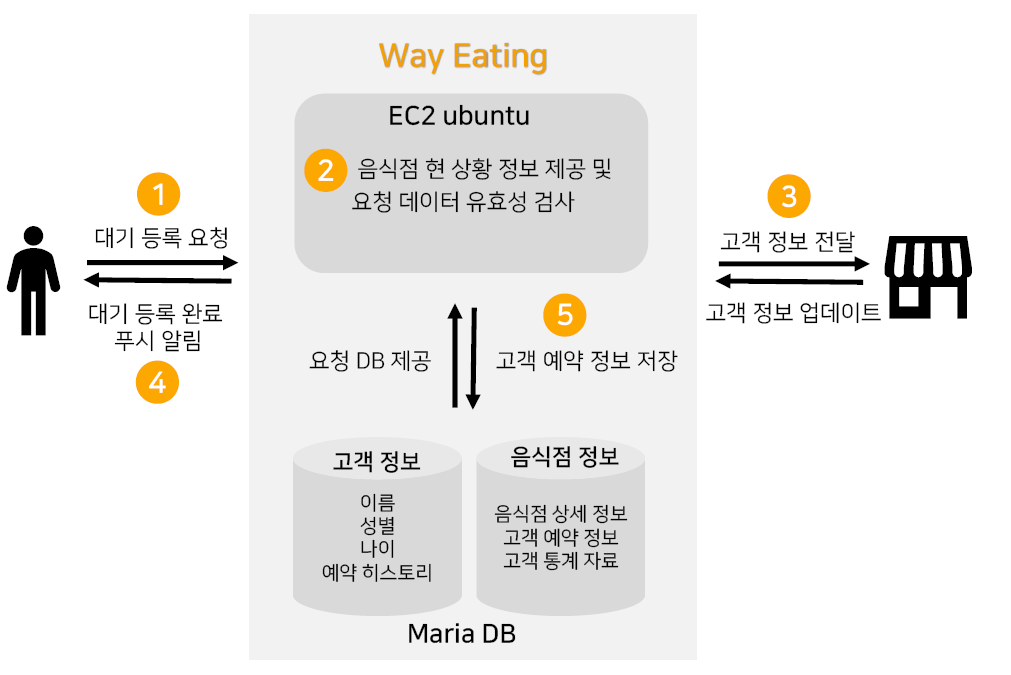 Way Eating
EC2 ubuntu
2 음식점 현 상황 정보 제공 및
요청 데이터 유효성 검사
1
대기 등록 요청
대기 등록 완료
푸시 알림
4
3
고객 정보 전달
고객 정보 업데이트
5
요청 DB 제공
고객 예약 정보 저장
고객 정보
이름
성별
나이
예약 히스토리
음식점 정보
음식점 상세 정보
고객 예약 정보
고객 통계 자료
Maria DB